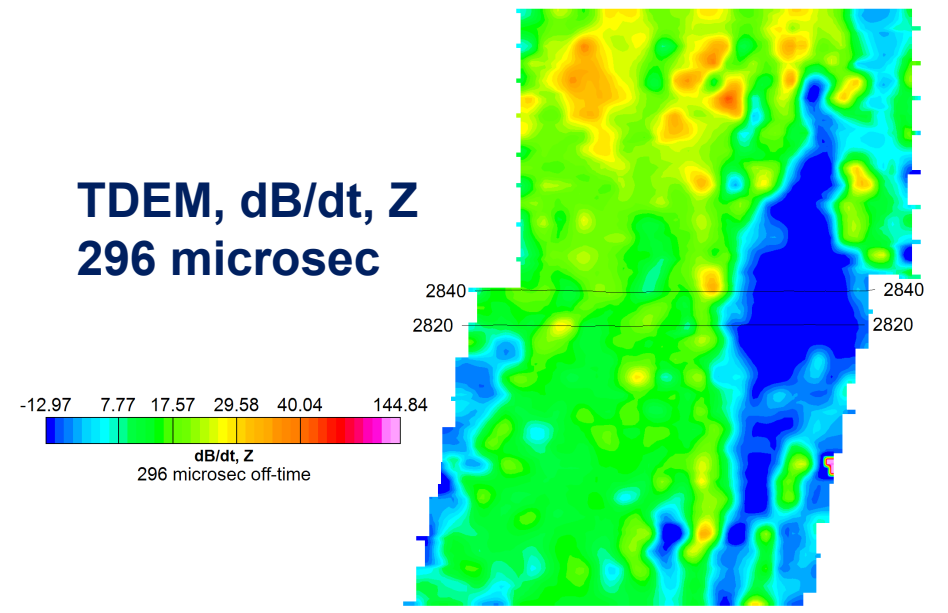 TDEM, dB/dt, Z
296 microsec
2840
2840
2820
2820
-12.97 7.77 17.57 29.58 40.04 144.84
dB/dt, Z
296 microsec off-time